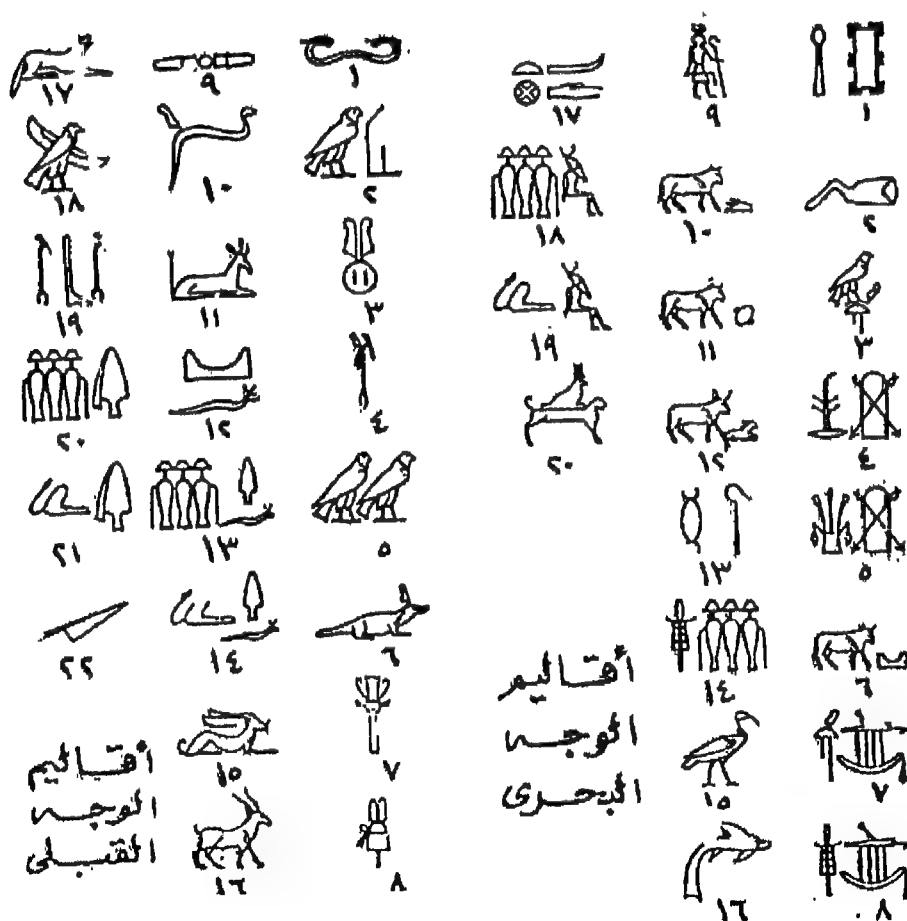 ١ ٩ ١٧
٢ ١٠ ١٨
٣ ١١ ١٩
٤ ١٢ ٢٠
٥ ١٣
٦ ١٤
٧ ١٥
٨ ١٦
أقاليم
الوجه
البحرى
١ ٩ ١٧
٢ ١٠ ١٨
٣ ١١ ١٩
٤ ١٢ ٢٠
٥ ١٣ ٢١
٦ ١٤ ٢٢
٧ ١٥
٨ ١٦
أقاليم
الوجه
القبلى